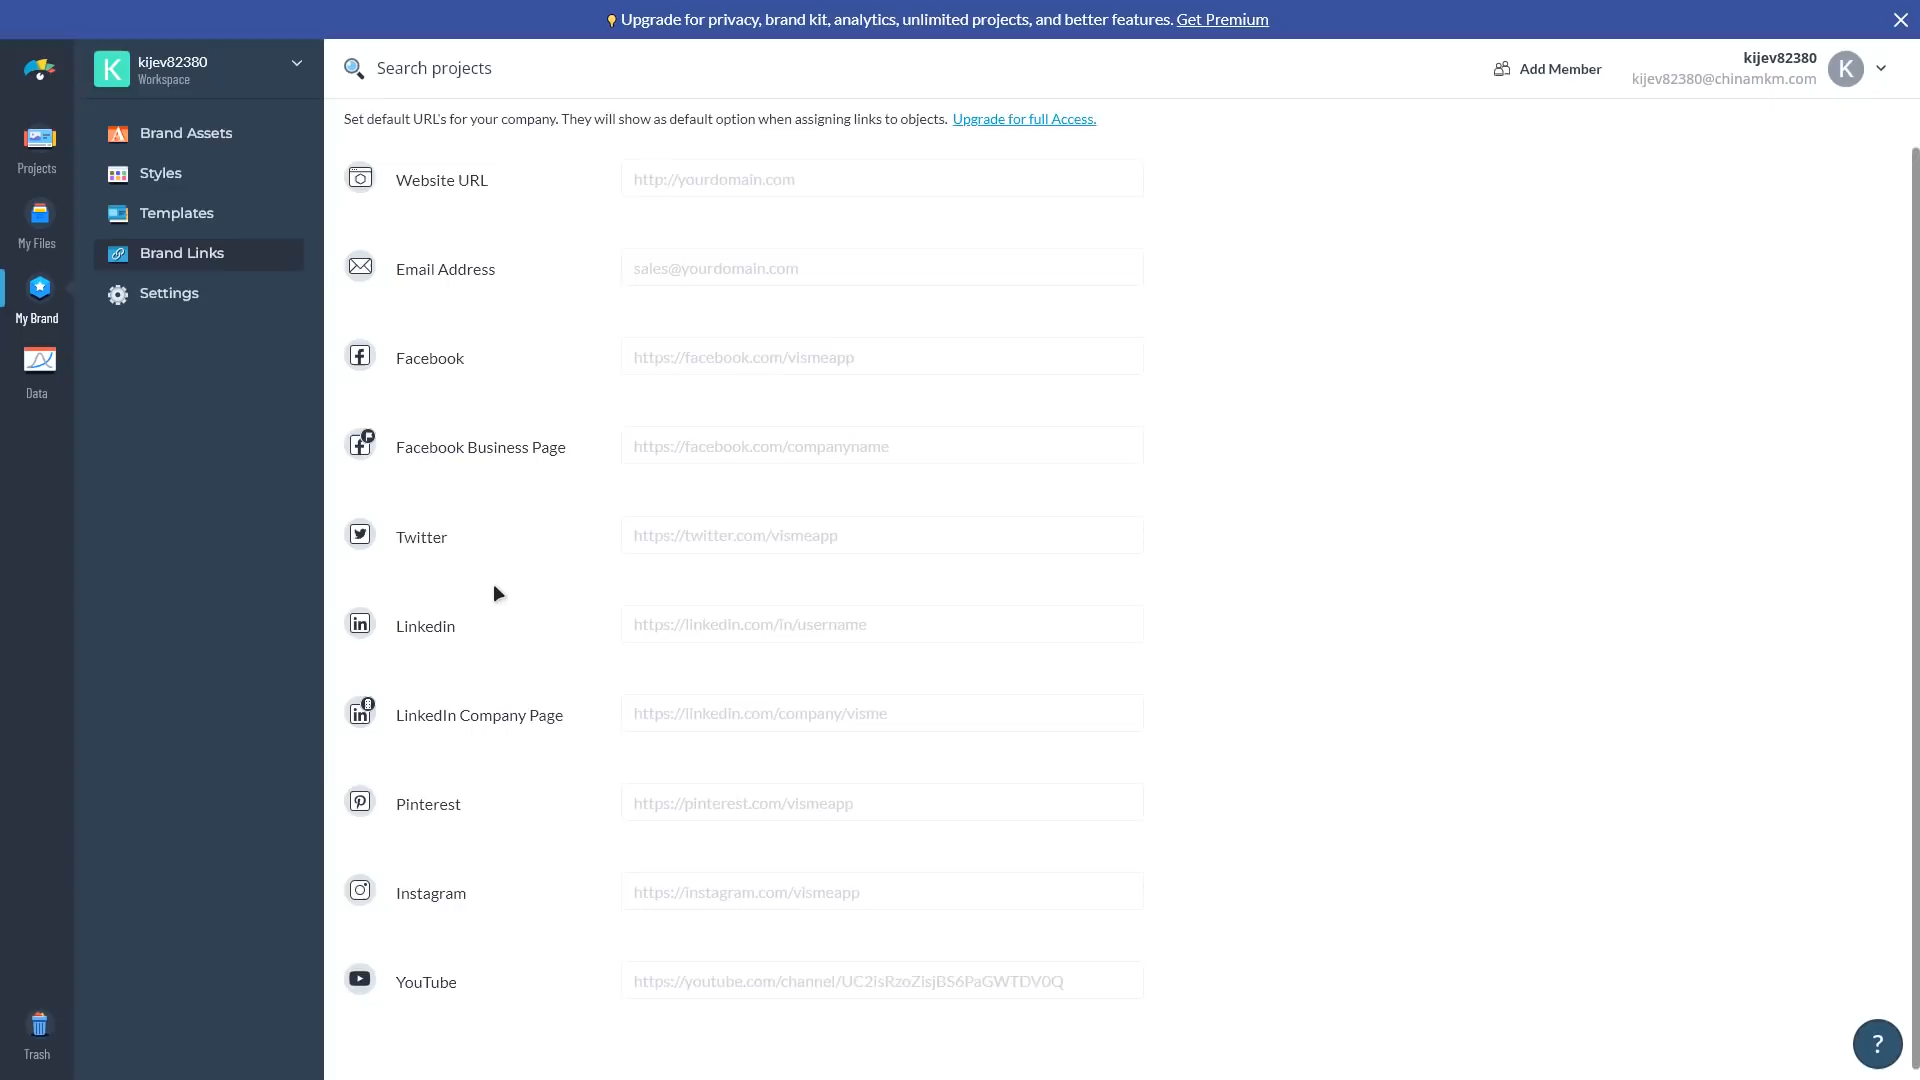 Upgrade for privacy, brand kit, analytics, unlimited projects, and better features. Get Premium
K
kijev82380
Workspace
Search projects
Add Member
kijev82380
kijev82380@chinamkm.com
K
Projects
My Files
My Brand
Data
Trash
Brand Assets
Styles
Templates
Brand Links
Settings
Set default URL's for your company. They will show as default option when assigning links to objects. Upgrade for full Access.
Website URL
http://yourdomain.com
Email Address
sales@yourdomain.com
Facebook
https://facebook.com/vismeapp
Facebook Business Page
https://facebook.com/companyname
Twitter
https://twitter.com/vismeapp
Linkedin
https://linkedin.com/in/username
LinkedIn Company Page
https://linkedin.com/company/visme
Pinterest
https://pinterest.com/vismeapp
Instagram
https://instagram.com/vismeapp
YouTube
https://youtube.com/channel/UC2isRzoZisjBS6PaGWTDV0Q
?